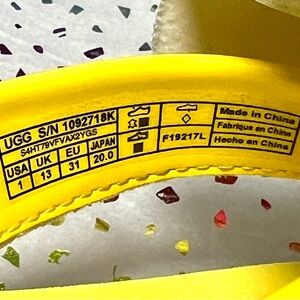 UGG S/N 1092718K
S4HT79VFVAX2YGS
USA UK EU JAPAN
1 13 31 20.0
F19217L
Made in China
Fabriqué en Chine
Hecho en China